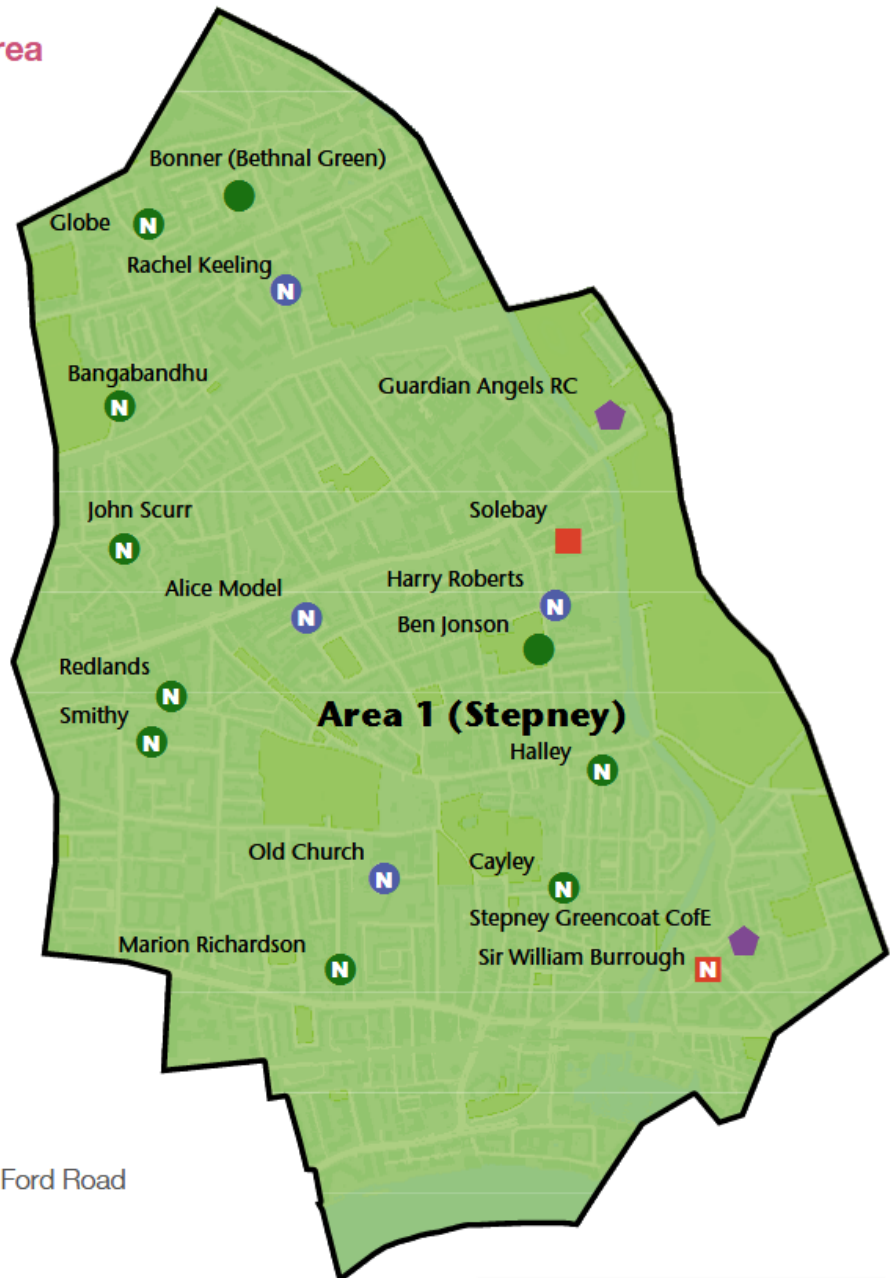 rea
Bonner (Bethnal Green)
Globe
N
Rachel Keeling
N
Bangabandhu
N
Guardian Angels RC
John Scurr
N
Solebay
Alice Model
N
Harry Roberts
N
Ben Jonson
Redlands
N
Smithy
N
Area 1 (Stepney)
Halley
N
Old Church
N
Cayley
N
Stepney Greencoat CofE
Marion Richardson
N
Sir William Burrough
N
Ford Road